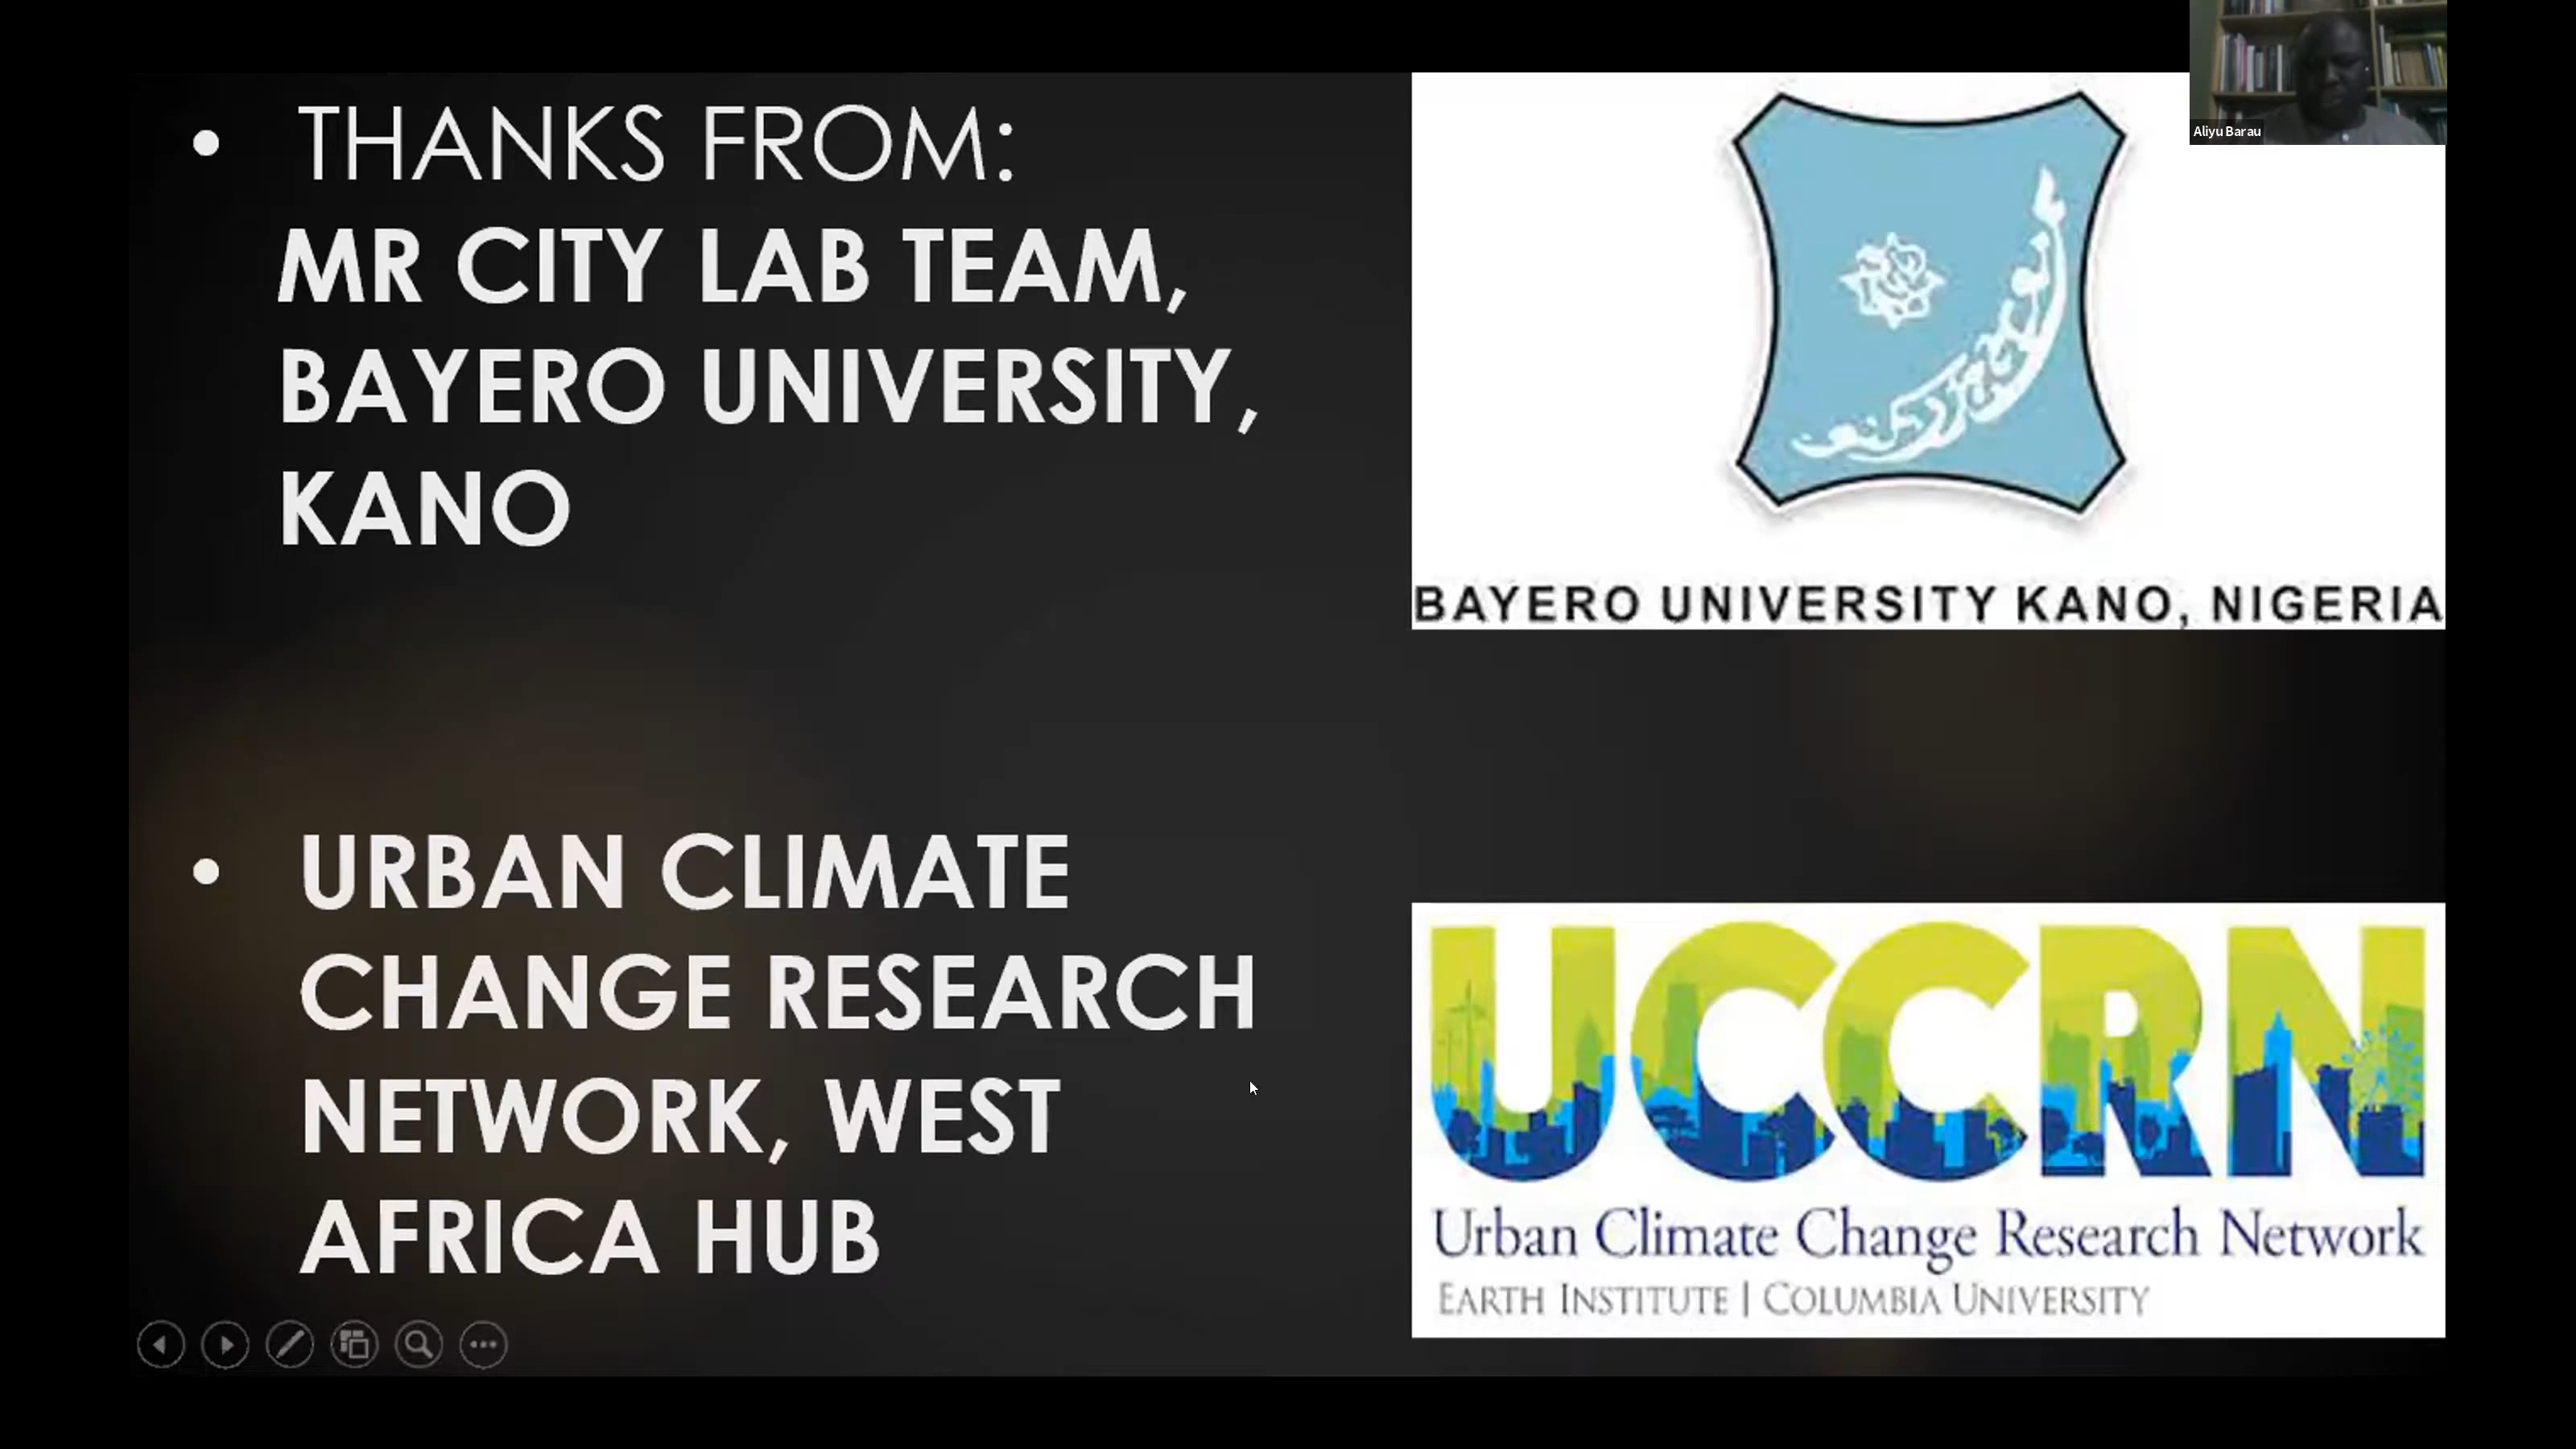 Aliyu Barau
• THANKS FROM:
MR CITY LAB TEAM,
BAYERO UNIVERSITY,
KANO
BAYERO UNIVERSITY KANO, NIGERIA
• URBAN CLIMATE
CHANGE RESEARCH
NETWORK, WEST
AFRICA HUB
UCCRN
Urban Climate Change Research Network
EARTH INSTITUTE | COLUMBIA UNIVERSITY